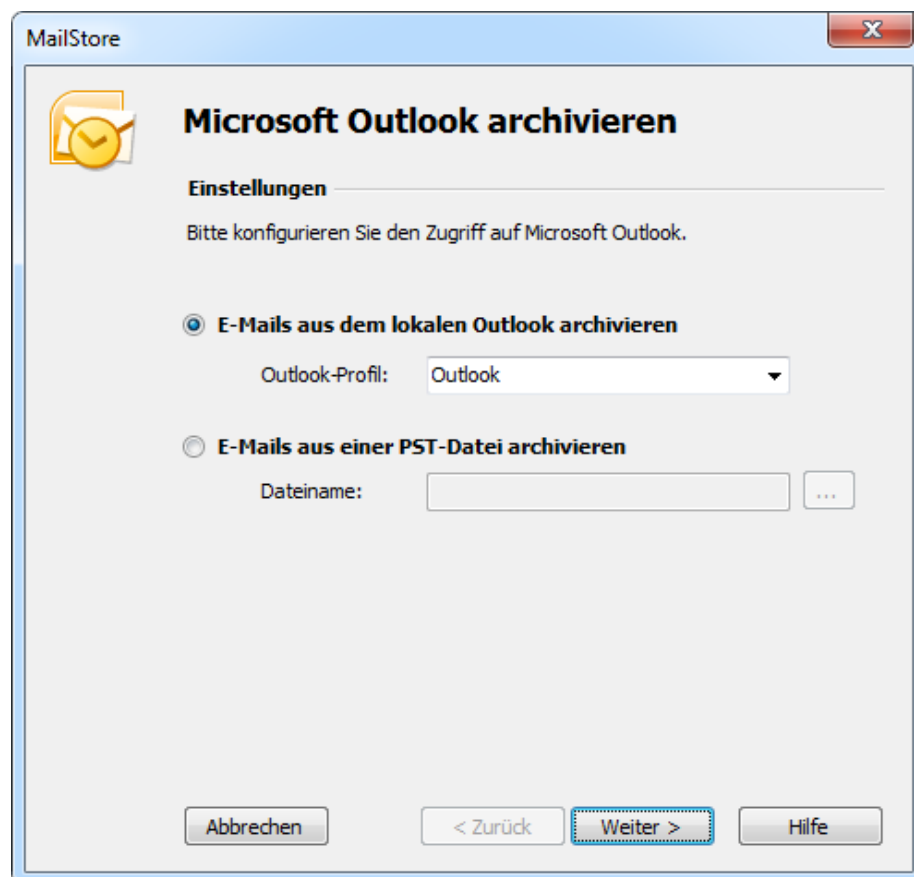 MailStore
Microsoft Outlook archivieren
Einstellungen
Bitte konfigurieren Sie den Zugriff auf Microsoft Outlook.
E-Mails aus dem lokalen Outlook archivieren
Outlook-Profil: Outlook
E-Mails aus einer PST-Datei archivieren
Dateiname: ...
Abbrechen < Zurück Weiter > Hilfe